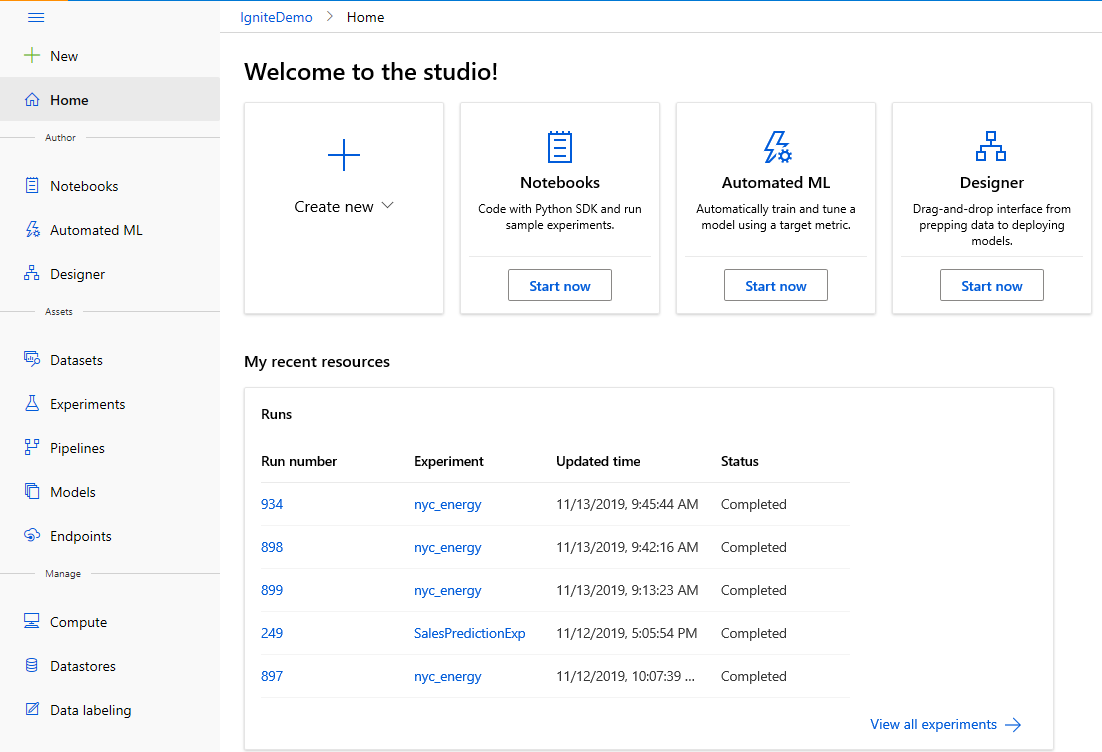 IgniteDemo > Home
New
Home
Author
Notebooks
Automated ML
Designer
Assets
Datasets
Experiments
Pipelines
Models
Endpoints
Manage
Compute
Datastores
Data labeling
Welcome to the studio!
Create new
Notebooks
Code with Python SDK and run
sample experiments.
Start now
Automated ML
Automatically train and tune a
model using a target metric.
Start now
Designer
Drag-and-drop interface from
prepping data to deploying
models.
Start now
My recent resources
Runs
Run number Experiment Updated time Status
934 nyc_energy 11/13/2019, 9:45:44 AM Completed
898 nyc_energy 11/13/2019, 9:42:16 AM Completed
899 nyc_energy 11/13/2019, 9:13:23 AM Completed
249 SalesPredictionExp 11/12/2019, 5:05:54 PM Completed
897 nyc_energy 11/12/2019, 10:07:39 ... Completed
View all experiments